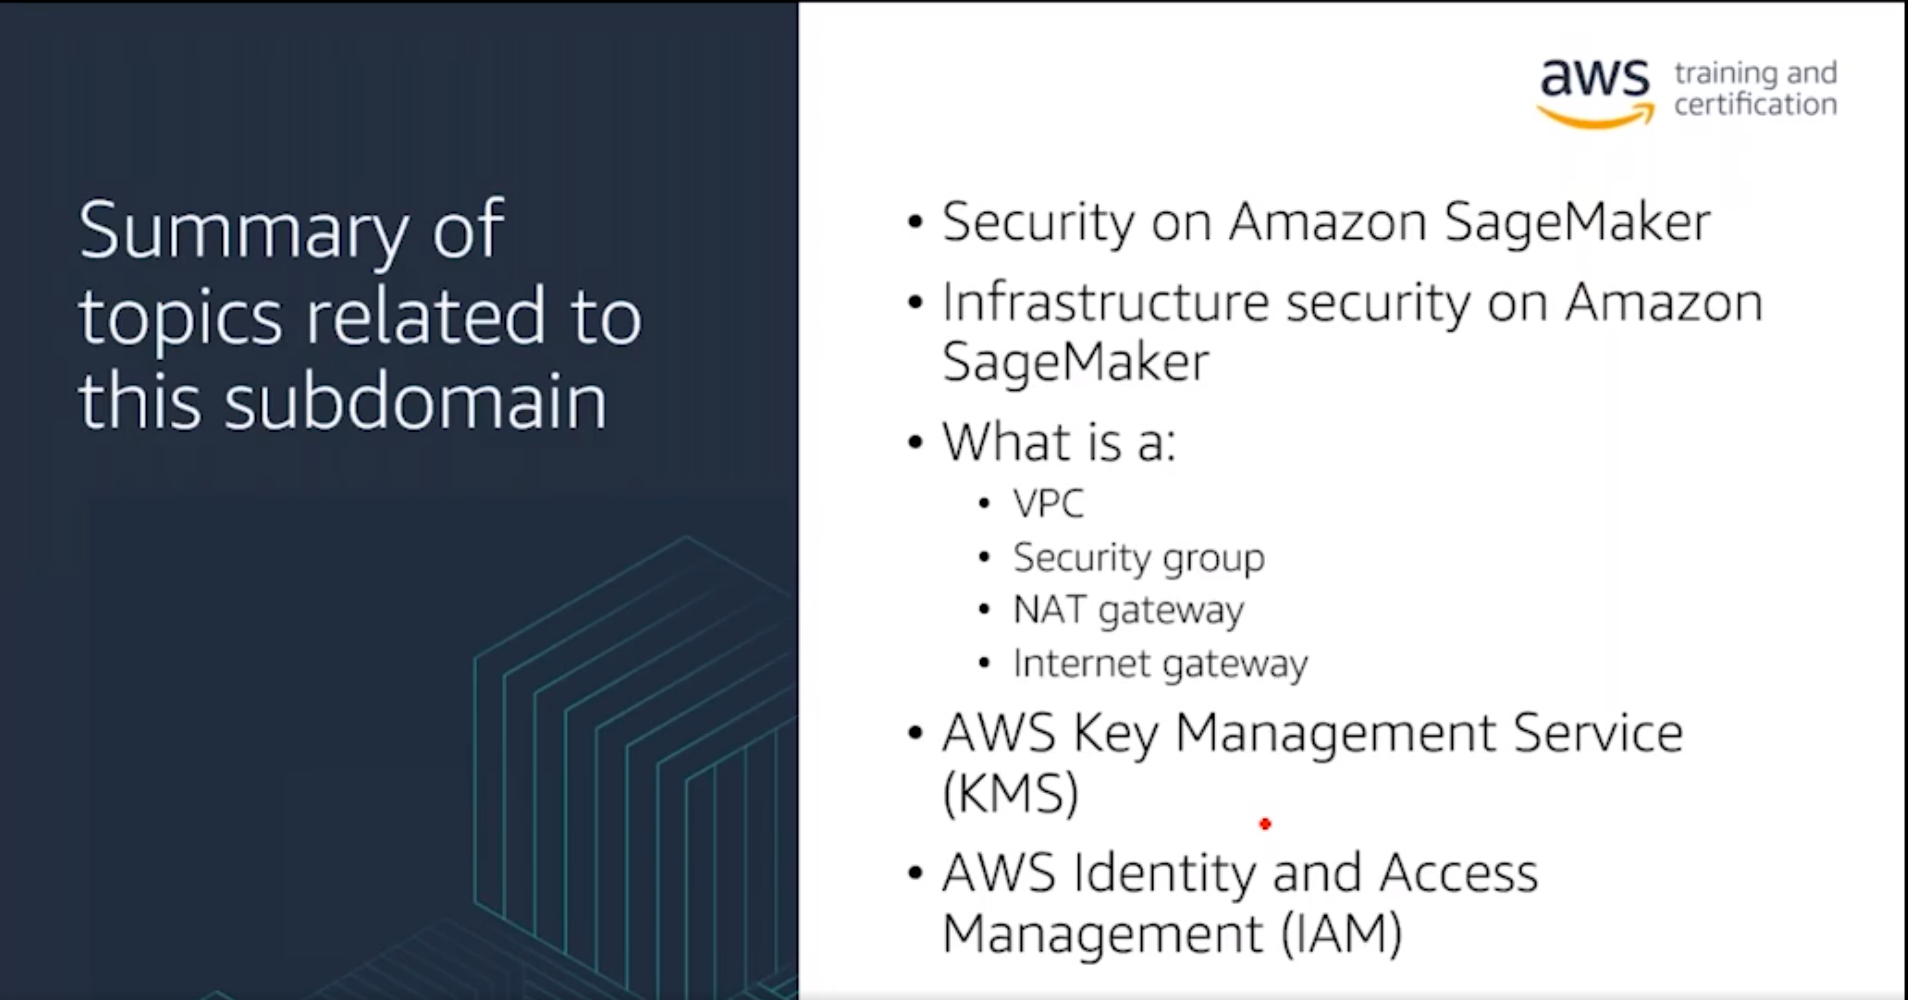 Summary of
topics related to
this subdomain
aws training and
certification
• Security on Amazon SageMaker
• Infrastructure security on Amazon
SageMaker
• What is a:
• VPC
• Security group
• NAT gateway
• Internet gateway
• AWS Key Management Service
(KMS)
• AWS Identity and Access
Management (IAM)